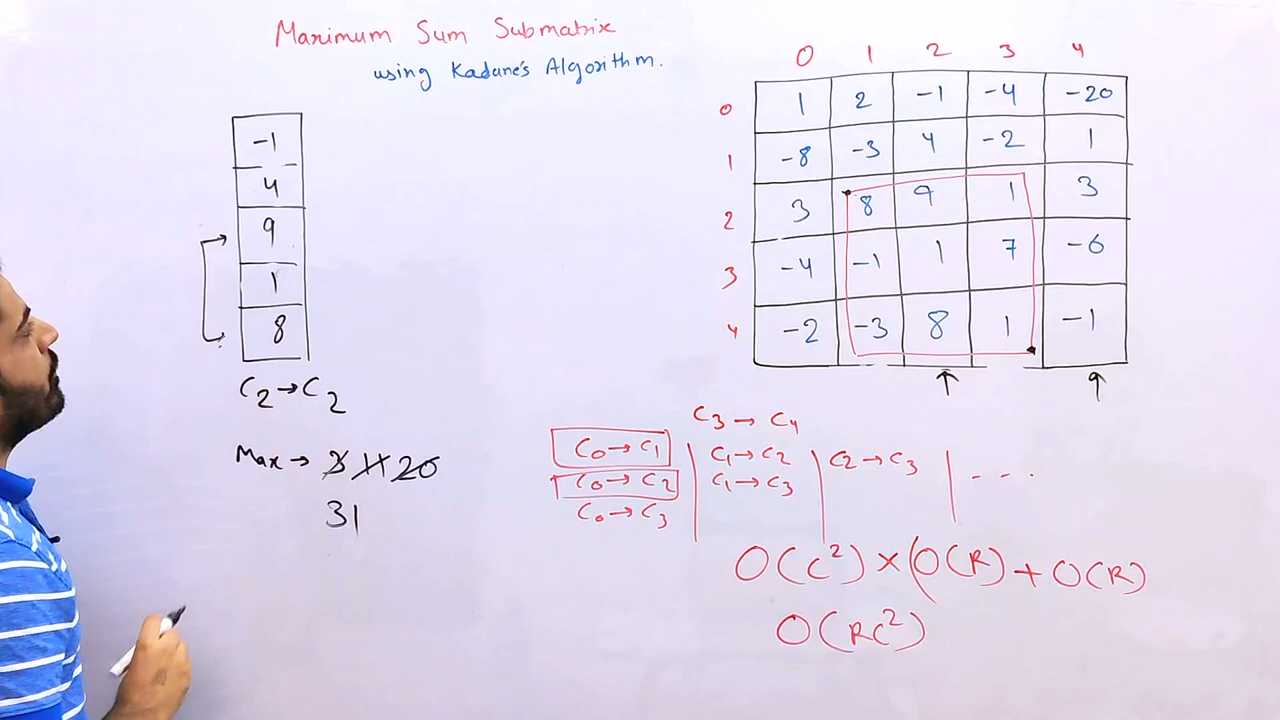 Maximum Sum Submatrix
using Kadane's Algorithm.
-1
4
9
1
8
C2→C2
Max → 3 11 20
31
0 1 2 3 4
0 1 2 -1 -4 -20
1 -8 -3 4 -2 1
2 3 8 9 1 3
3 -4 -1 1 7 -6
4 -2 -3 8 1 -1
C3 → C4
C0→C1 C1→C2 C2→C3 - - - .
C0→C2 C1→C3
C0→C3
O(C²) × (O(R) + O(R)
O(RC²)